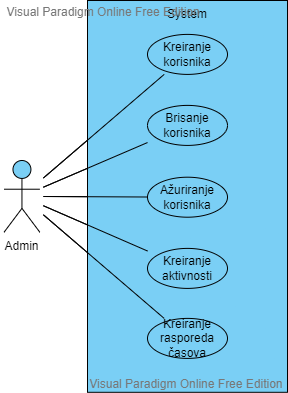 Visual Paradigm Online Free Edition
System
Kreiranje
korisnika
Brisanje
korisnika
Ažuriranje
korisnika
Admin
Kreiranje
aktivnosti
Kreiranje
rasporeda
časova
Visual Paradigm Online Free Edition